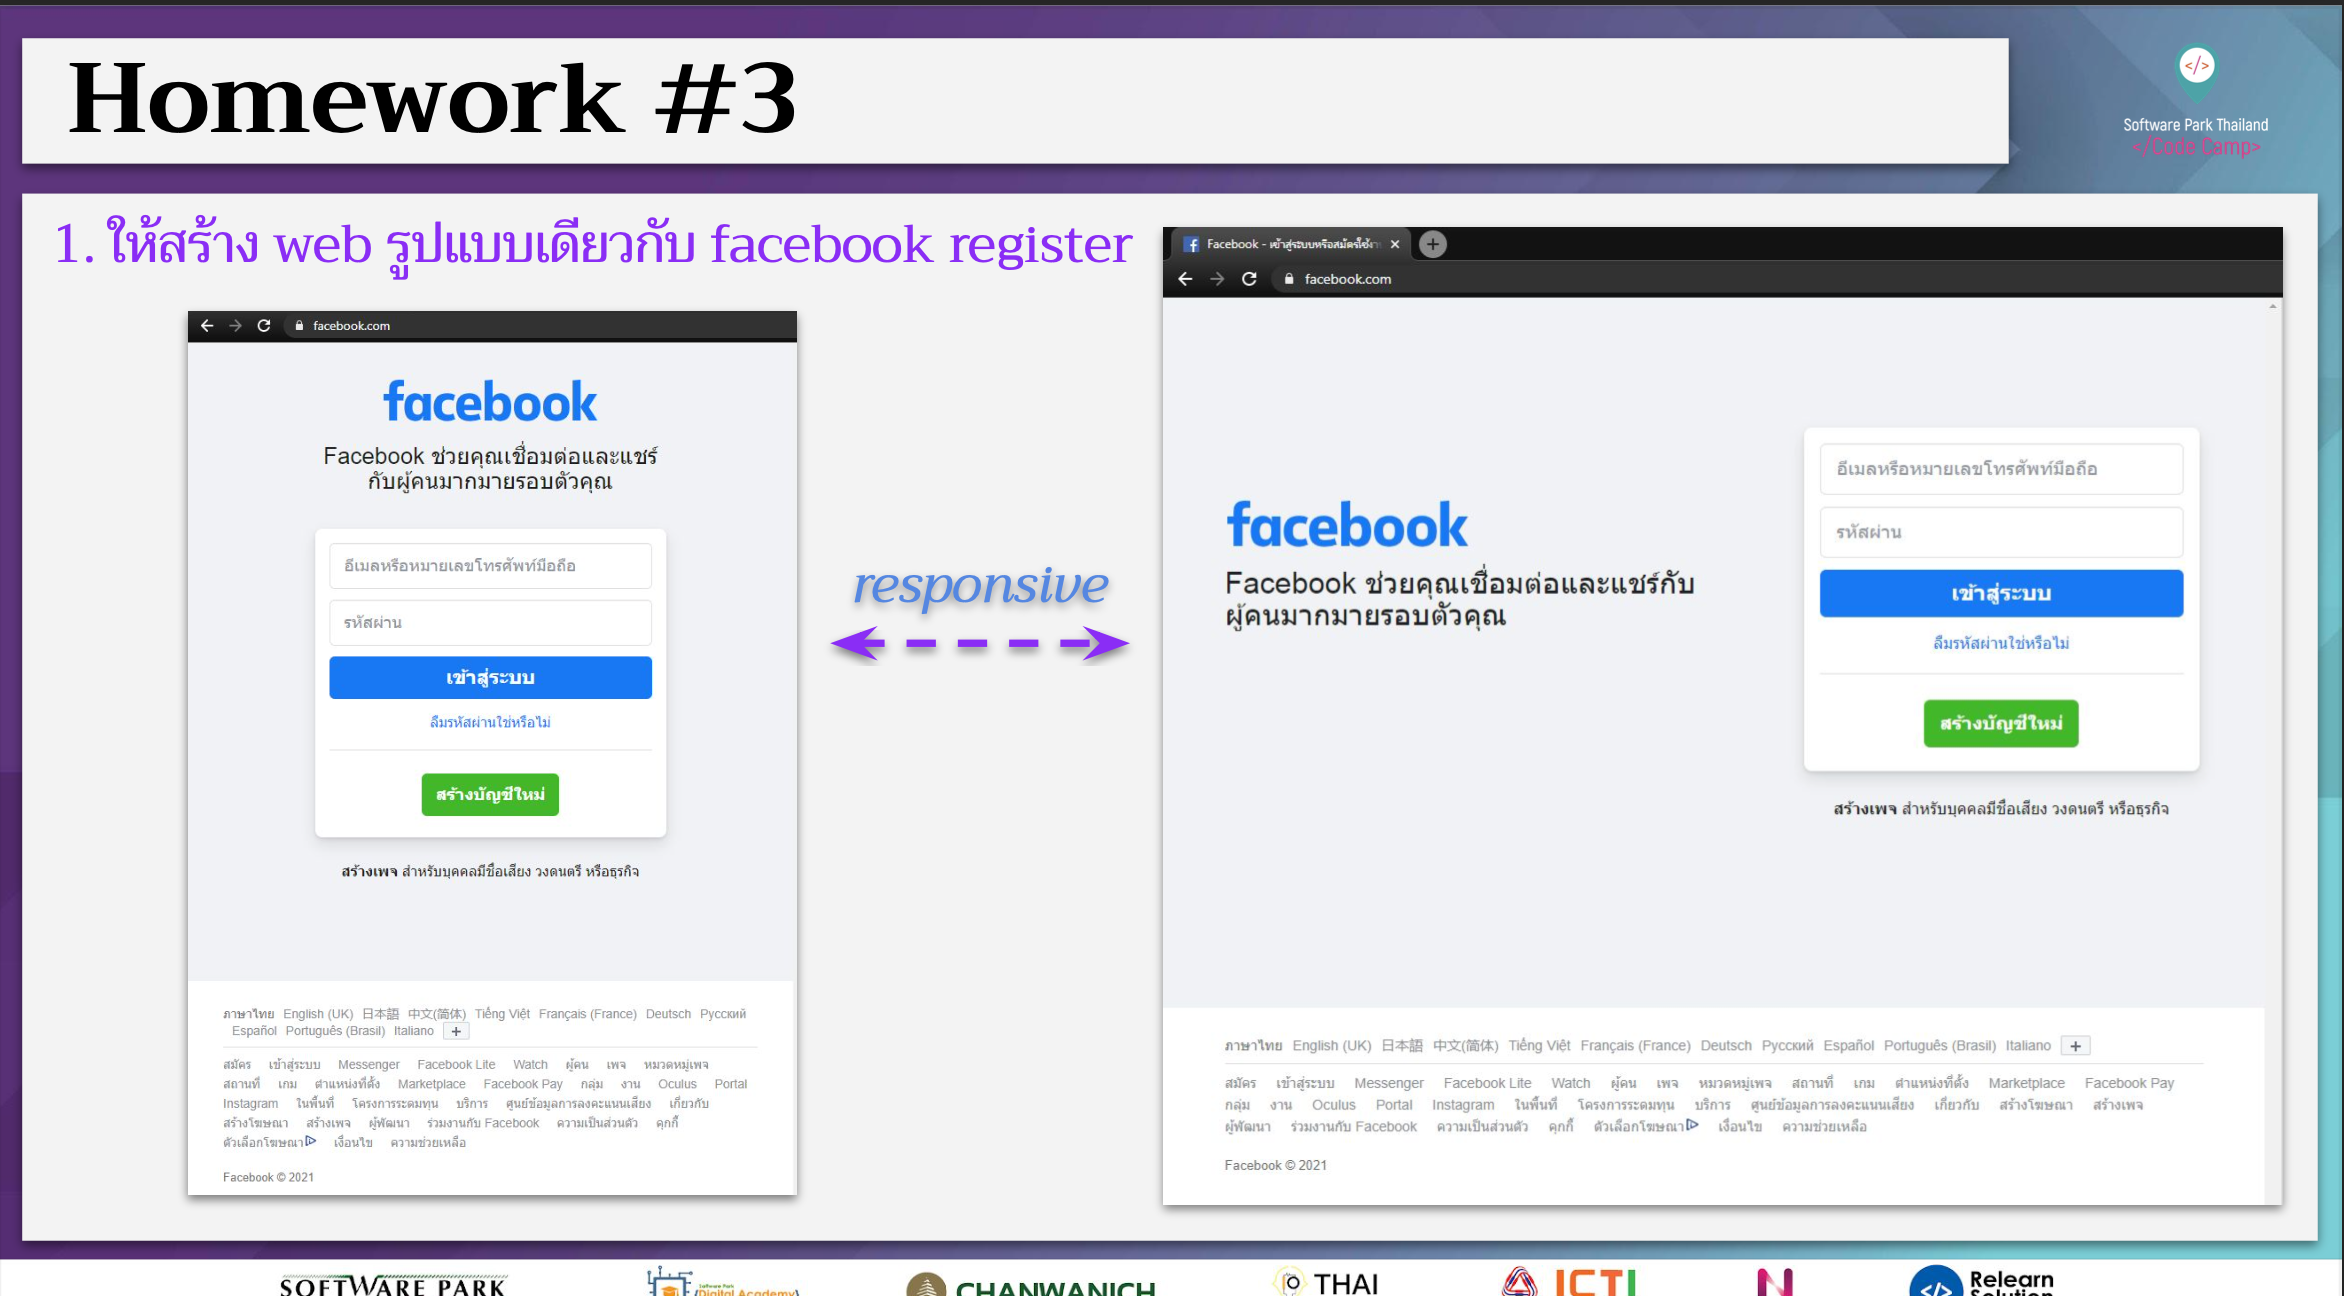 Homework #3
</>
Software Park Thailand
</Code Camp>
1. ให้สร้าง web รูปแบบเดียวกับ facebook register
facebook.com
facebook
Facebook ช่วยคุณเชื่อมต่อและแชร์
กับผู้คนมากมายรอบตัวคุณ
อีเมลหรือหมายเลขโทรศัพท์มือถือ
รหัสผ่าน
เข้าสู่ระบบ
ลืมรหัสผ่านใช่หรือไม่
สร้างบัญชีใหม่
สร้างเพจ สำหรับบุคคลมีชื่อเสียง วงดนตรี หรือธุรกิจ
ภาษาไทย English (UK) 日本語 中文(简体) Tiếng Việt Français (France) Deutsch Русский
Español Português (Brasil) Italiano +
สมัคร เข้าสู่ระบบ Messenger Facebook Lite Watch ผู้คน เพจ หมวดหมู่เพจ
สถานที่ เกม ตำแหน่งที่ตั้ง Marketplace Facebook Pay กลุ่ม งาน Oculus Portal
Instagram ในพื้นที่ โครงการระดมทุน บริการ ศูนย์ข้อมูลการลงคะแนนเสียง เกี่ยวกับ
สร้างโฆษณา สร้างเพจ ผู้พัฒนา ร่วมงานกับ Facebook ความเป็นส่วนตัว คุกกี้
ตัวเลือกโฆษณา เงื่อนไข ความช่วยเหลือ
Facebook © 2021
responsive
Facebook - เข้าสู่ระบบหรือสมัครใช้งา
facebook.com
facebook
Facebook ช่วยคุณเชื่อมต่อและแชร์กับ
ผู้คนมากมายรอบตัวคุณ
อีเมลหรือหมายเลขโทรศัพท์มือถือ
รหัสผ่าน
เข้าสู่ระบบ
ลืมรหัสผ่านใช่หรือไม่
สร้างบัญชีใหม่
สร้างเพจ สำหรับบุคคลมีชื่อเสียง วงดนตรี หรือธุรกิจ
ภาษาไทย English (UK) 日本語 中文(简体) Tiếng Việt Français (France) Deutsch Русский Español Português (Brasil) Italiano +
สมัคร เข้าสู่ระบบ Messenger Facebook Lite Watch ผู้คน เพจ หมวดหมู่เพจ สถานที่ เกม ตำแหน่งที่ตั้ง Marketplace Facebook Pay
กลุ่ม งาน Oculus Portal Instagram ในพื้นที่ โครงการระดมทุน บริการ ศูนย์ข้อมูลการลงคะแนนเสียง เกี่ยวกับ สร้างโฆษณา สร้างเพจ
ผู้พัฒนา ร่วมงานกับ Facebook ความเป็นส่วนตัว คุกกี้ ตัวเลือกโฆษณา เงื่อนไข ความช่วยเหลือ
Facebook © 2021
SOFTWARE PARK
Software Park
Digital Academy
CHANWANICH
THAI
ICTI
N
</>
Relearn
Solution